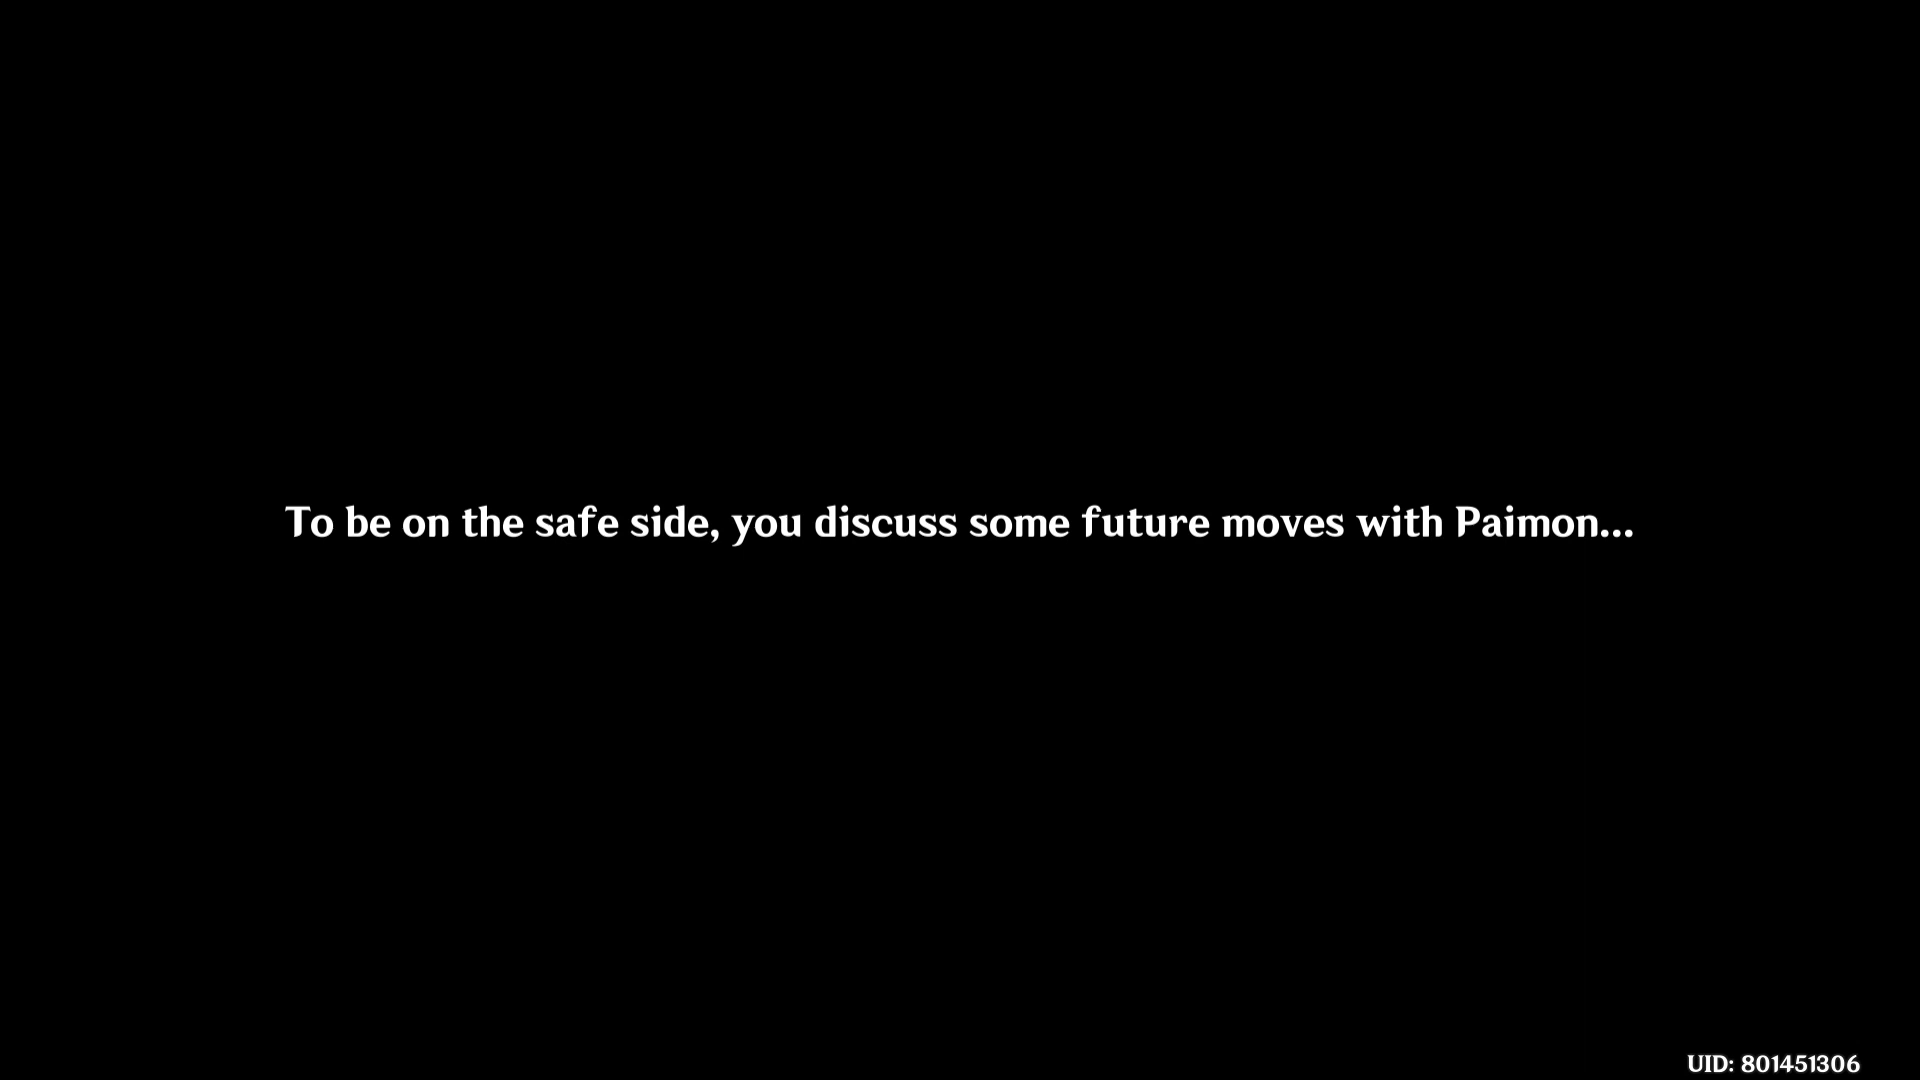 To be on the safe side, you discuss some future moves with Paimon...
UID: 801451306